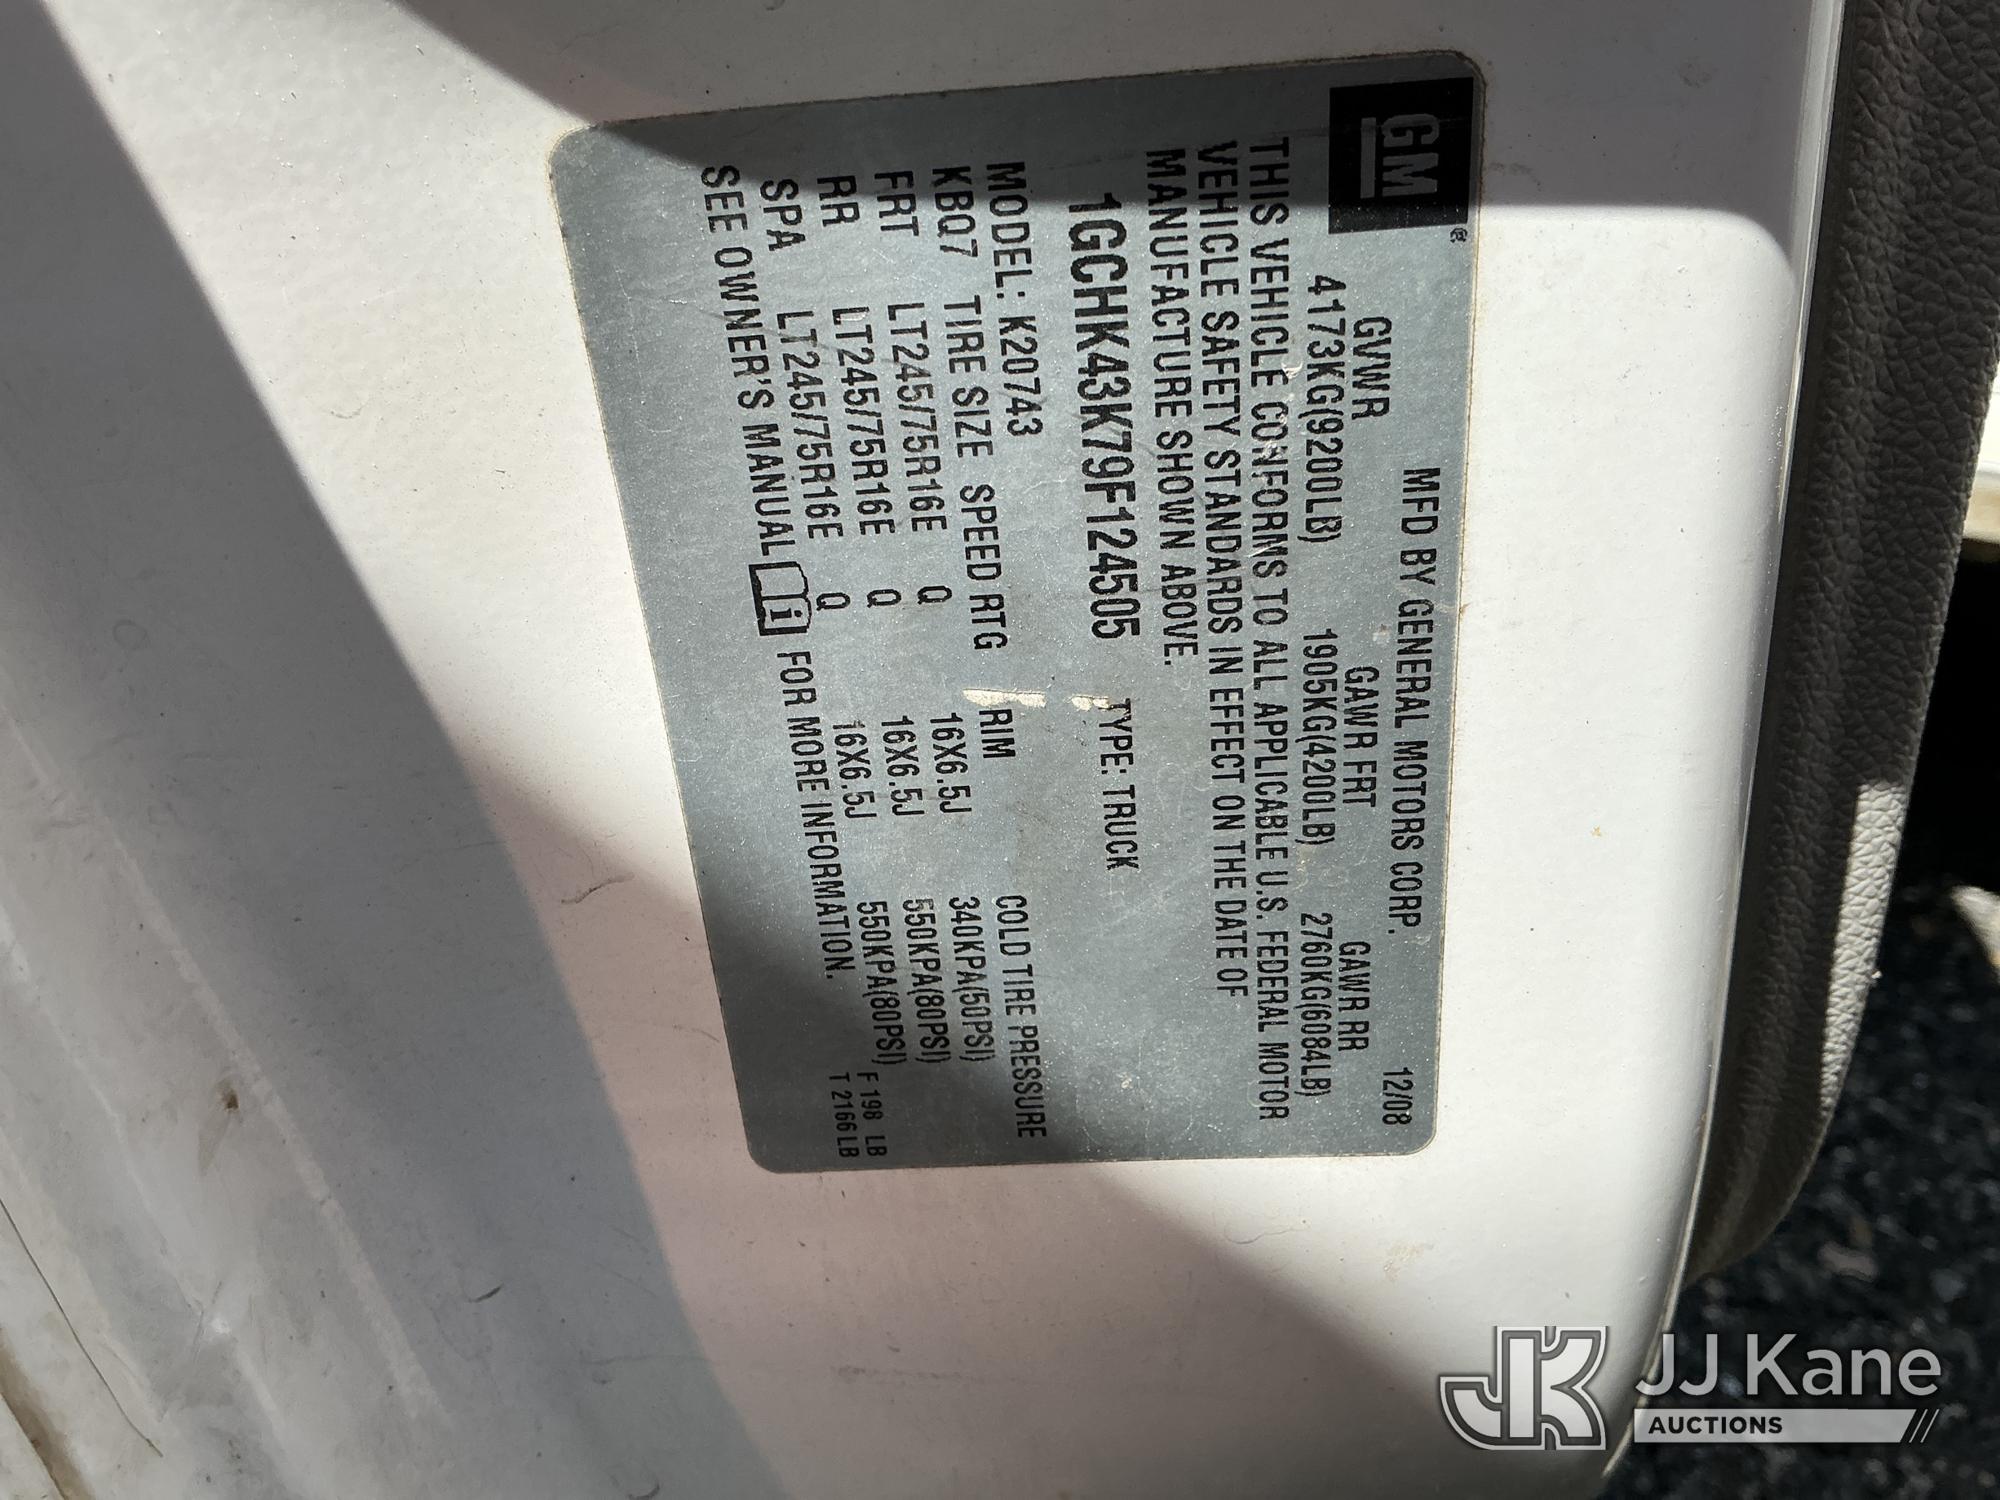 GM®
MFD BY GENERAL MOTORS CORP. 12/08
GVWR GAWR FRT GAWR RR
4173KG(9200LB) 1905KG(4200LB) 2760KG(6084LB)
THIS VEHICLE CONFORMS TO ALL APPLICABLE U.S. FEDERAL MOTOR
VEHICLE SAFETY STANDARDS IN EFFECT ON THE DATE OF
MANUFACTURE SHOWN ABOVE.
1GCHK43K79F124505 TYPE: TRUCK
MODEL: K20743
KBQ7 TIRE SIZE SPEED RTG RIM COLD TIRE PRESSURE
FRT LT245/75R16E Q 16X6.5J 340KPA(50PSI)
RR LT245/75R16E Q 16X6.5J 550KPA(80PSI)
SPA LT245/75R16E Q 16X6.5J 550KPA(80PSI)
SEE OWNER'S MANUAL i FOR MORE INFORMATION.
F 198 LB
T 2166 LB
JK JJ Kane
AUCTIONS